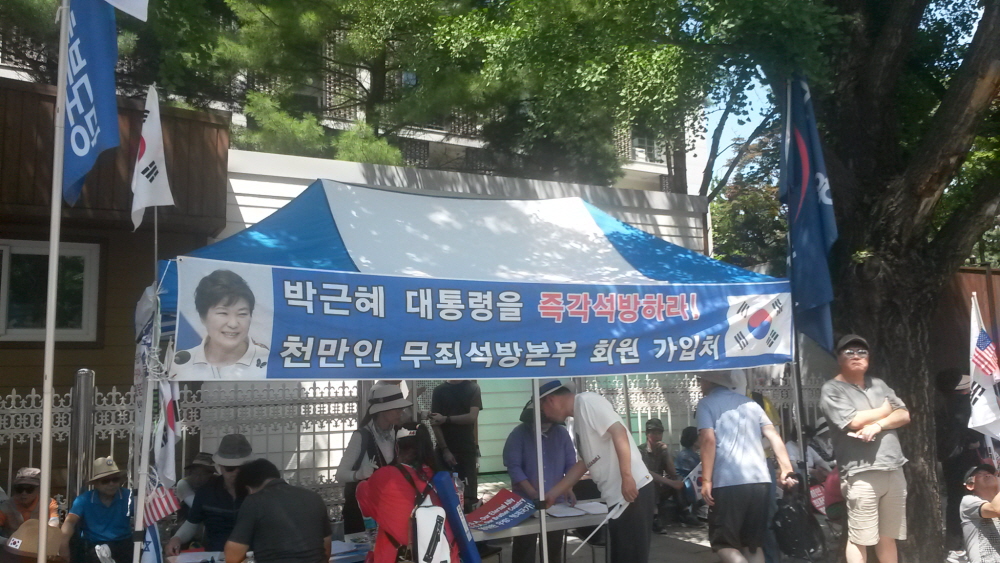 박근혜 대통령을 즉각석방하라!
천만인 무죄석방본부 회원 가입처